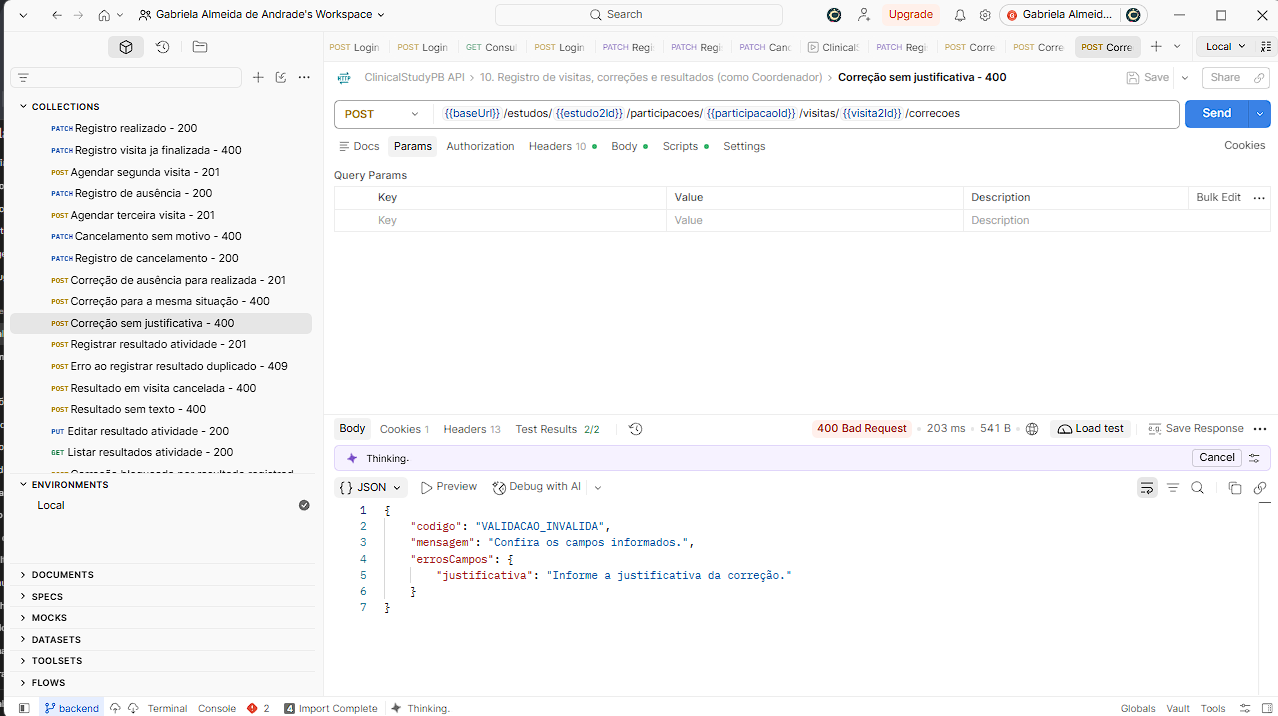 Gabriela Almeida de Andrade's Workspace
Search
Upgrade
Gabriela Almeid...
POST Login
POST Login
GET Consul
POST Login
PATCH Regi
PATCH Regi
PATCH Canc
ClinicalS
PATCH Regi
POST Corre
POST Corre
POST Corre
Local
ClinicalStudyPB API > 10. Registro de visitas, correções e resultados (como Coordenador) > Correção sem justificativa - 400
Save
Share
COLLECTIONS
PATCH Registro realizado - 200
PATCH Registro visita ja finalizada - 400
POST Agendar segunda visita - 201
PATCH Registro de ausência - 200
POST Agendar terceira visita - 201
PATCH Cancelamento sem motivo - 400
PATCH Registro de cancelamento - 200
POST Correção de ausência para realizada - 201
POST Correção para a mesma situação - 400
POST Correção sem justificativa - 400
POST Registrar resultado atividade - 201
POST Erro ao registrar resultado duplicado - 409
POST Resultado em visita cancelada - 400
POST Resultado sem texto - 400
PUT Editar resultado atividade - 200
GET Listar resultados atividade - 200
ENVIRONMENTS
Local
DOCUMENTS
SPECS
MOCKS
DATASETS
TOOLSETS
FLOWS
POST
{{baseUrl}} /estudos/ {{estudo2Id}} /participacoes/ {{participacaoId}} /visitas/ {{visita2Id}} /correcoes
Send
Docs
Params
Authorization
Headers 10
Body
Scripts
Settings
Cookies
Query Params
Key
Value
Description
Bulk Edit
Key
Value
Description
Body
Cookies 1
Headers 13
Test Results 2/2
400 Bad Request
203 ms
541 B
Load test
e.g. Save Response
Thinking.
Cancel
{} JSON
Preview
Debug with AI
1 {
2 "codigo": "VALIDACAO_INVALIDA",
3 "mensagem": "Confira os campos informados.",
4 "errosCampos": {
5 "justificativa": "Informe a justificativa da correção."
6 }
7 }
backend
Terminal
Console
2
4 Import Complete
Thinking.
Globals
Vault
Tools